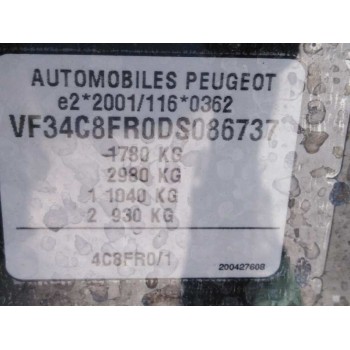 AUTOMOBILES PEUGEOT
e2*2001/116*0362
VF34C8FR0DS086737
-1780 KG
2980 KG
1 1040 KG
2 930 KG
4C8FR0/1
200427608